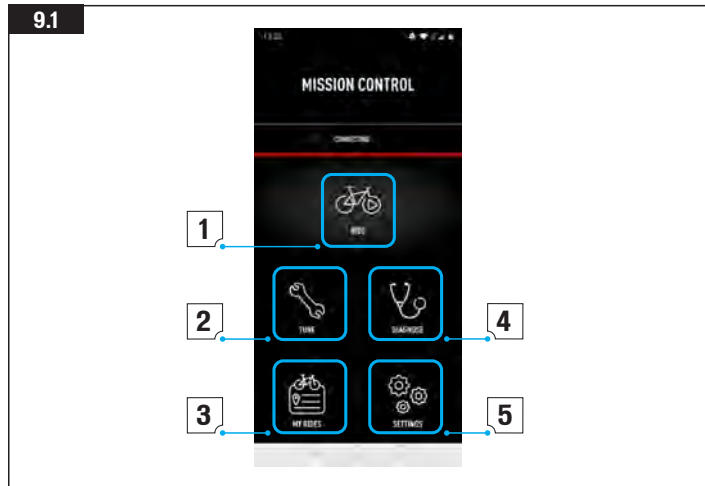 9.1
MISSION CONTROL
CONNECTING
1
RIDE
2
TUNE
DIAGNOSE
4
3
MY RIDES
SETTINGS
5